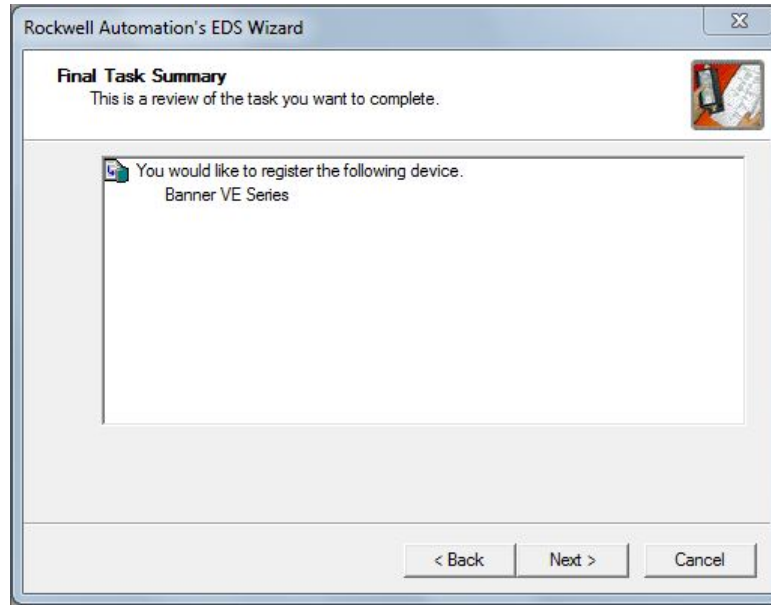 Rockwell Automation's EDS Wizard
Final Task Summary
This is a review of the task you want to complete.
You would like to register the following device.
Banner VE Series
< Back
Next >
Cancel